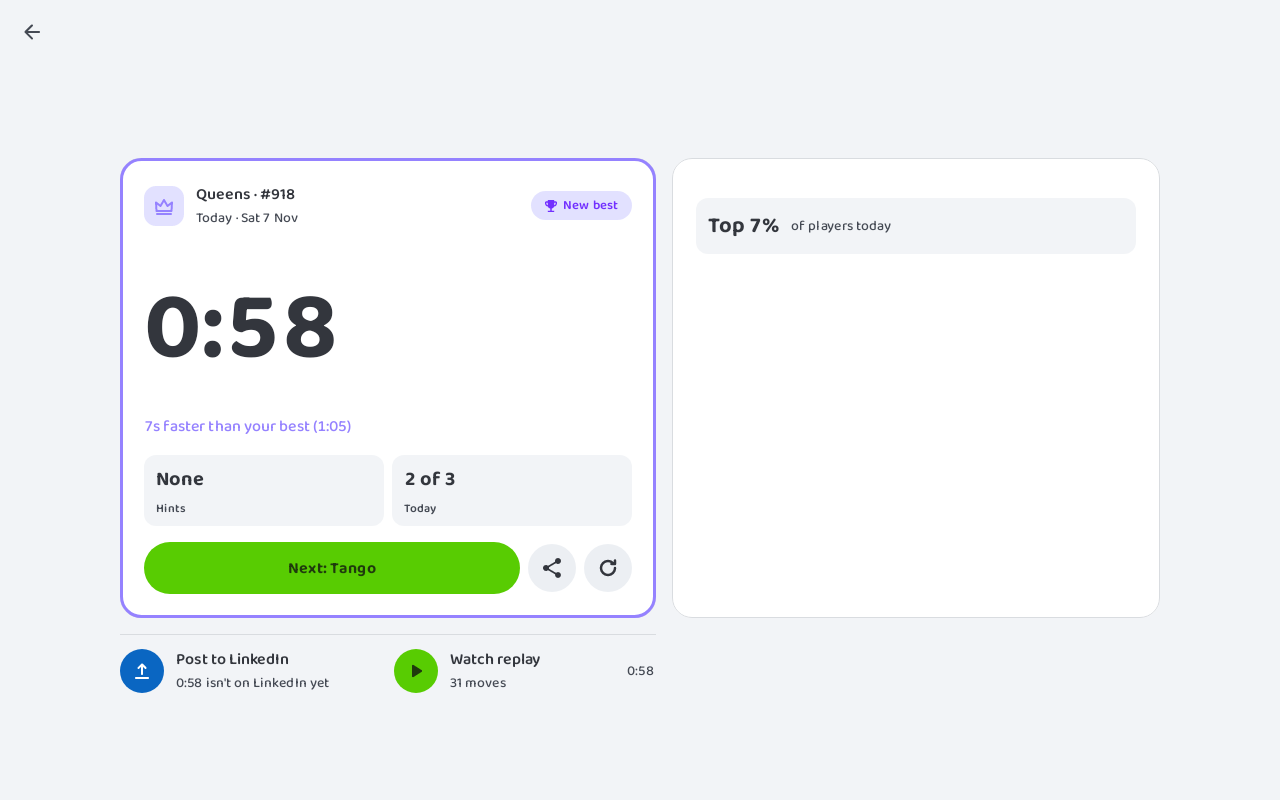 Queens · #918
Today · Sat 7 Nov
New best
0:58
7s faster than your best (1:05)
None
Hints
2 of 3
Today
Next: Tango
Post to LinkedIn
0:58 isn't on LinkedIn yet
Watch replay
31 moves
0:58
Top 7% of players today